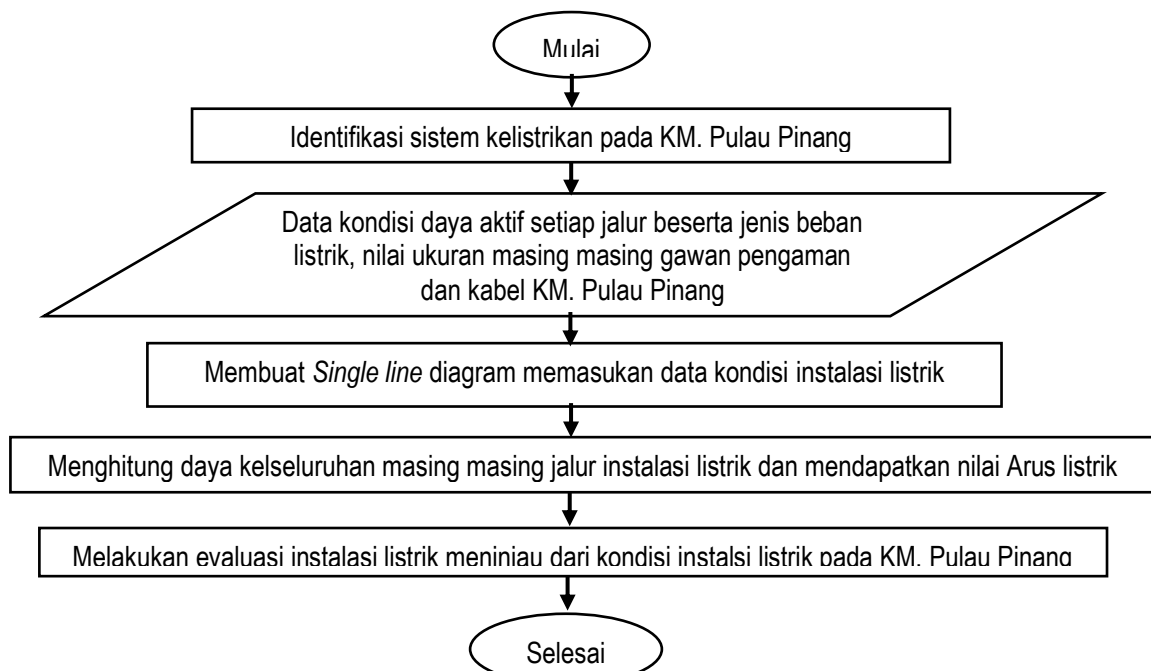 Mulai
Identifikasi sistem kelistrikan pada KM. Pulau Pinang
Data kondisi daya aktif setiap jalur beserta jenis beban
listrik, nilai ukuran masing masing gawan pengaman
dan kabel KM. Pulau Pinang
Membuat Single line diagram memasukan data kondisi instalasi listrik
Menghitung daya kelseluruhan masing masing jalur instalasi listrik dan mendapatkan nilai Arus listrik
Melakukan evaluasi instalasi listrik meninjau dari kondisi instalsi listrik pada KM. Pulau Pinang
Selesai